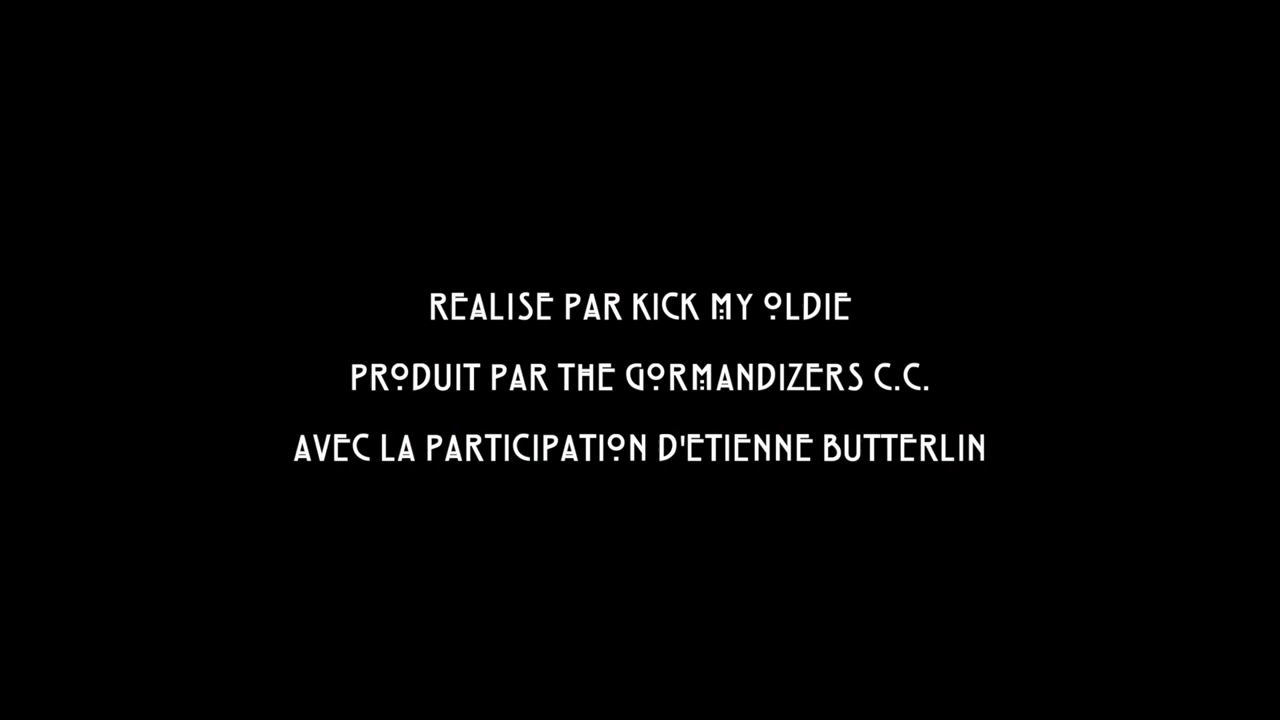 REALISE PAR KICK MY OLDIE
PRODUIT PAR THE GORMANDIZERS C.C.
AVEC LA PARTICIPATION D'ETIENNE BUTTERLIN